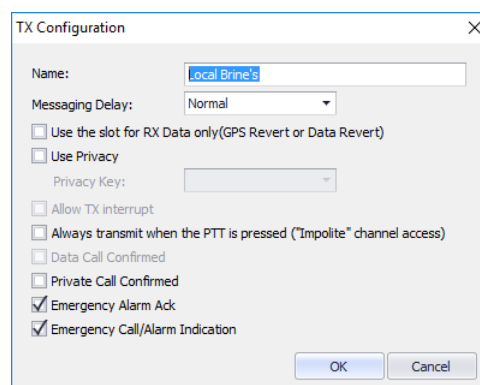 TX Configuration
Name: Local Brine's
Messaging Delay: Normal
Use the slot for RX Data only(GPS Revert or Data Revert)
Use Privacy
Privacy Key:
Allow TX interrupt
Always transmit when the PTT is pressed ("Impolite" channel access)
Data Call Confirmed
Private Call Confirmed
Emergency Alarm Ack
Emergency Call/Alarm Indication
OK Cancel